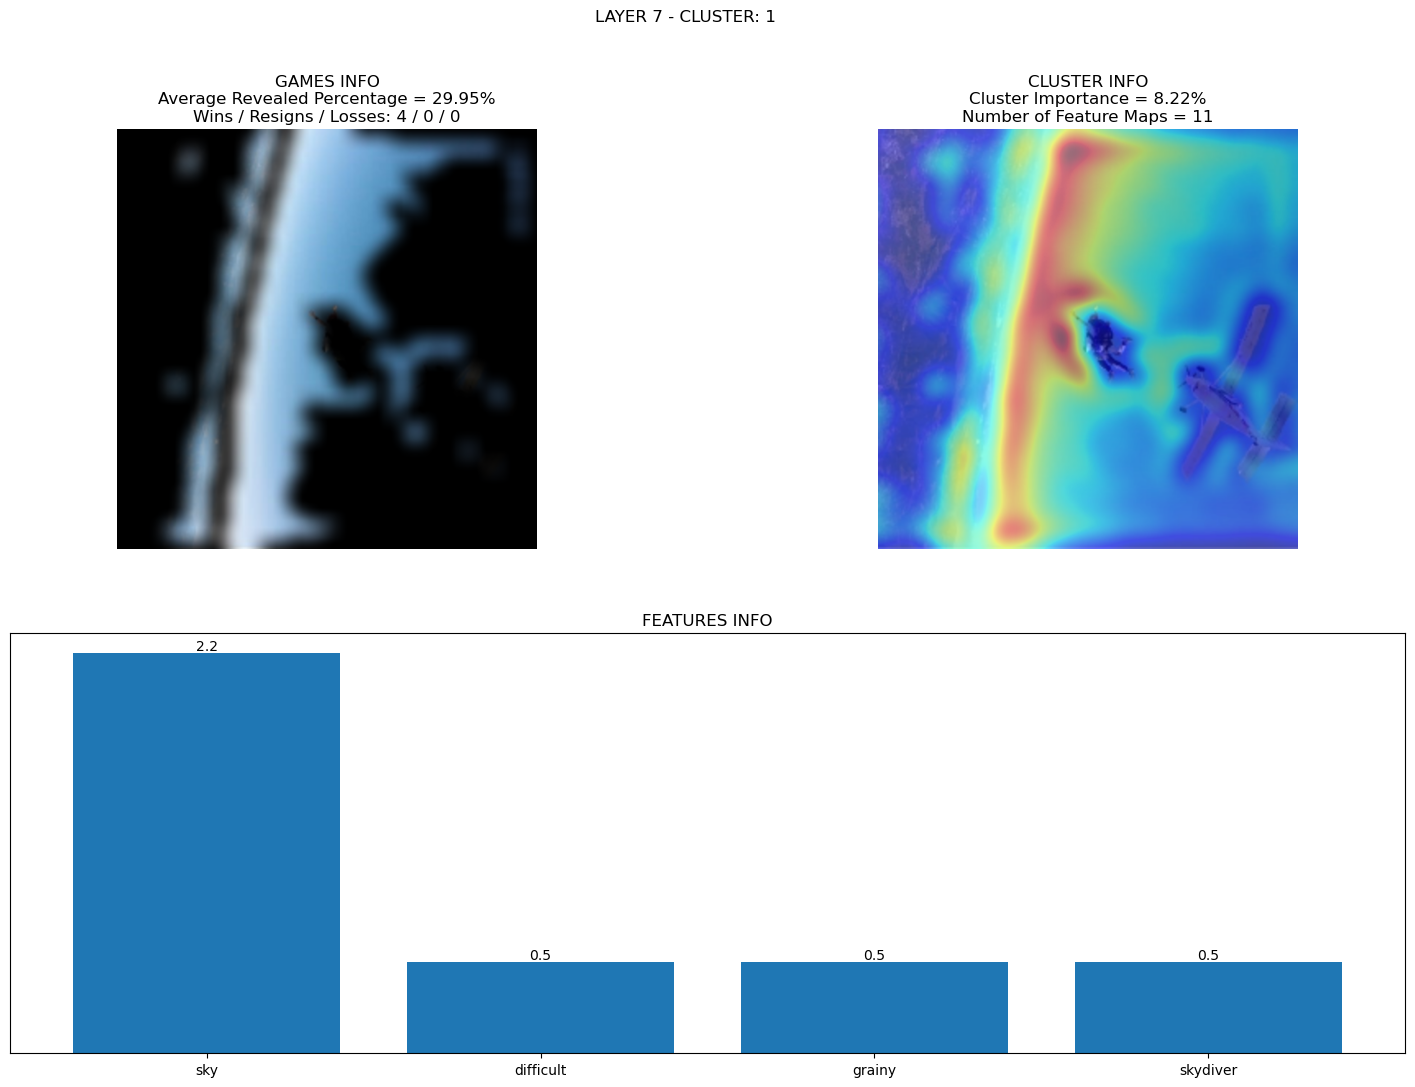 LAYER 7 - CLUSTER: 1
GAMES INFO
Average Revealed Percentage = 29.95%
Wins / Resigns / Losses: 4 / 0 / 0
CLUSTER INFO
Cluster Importance = 8.22%
Number of Feature Maps = 11
FEATURES INFO
2.2
0.5
0.5
0.5
sky
difficult
grainy
skydiver